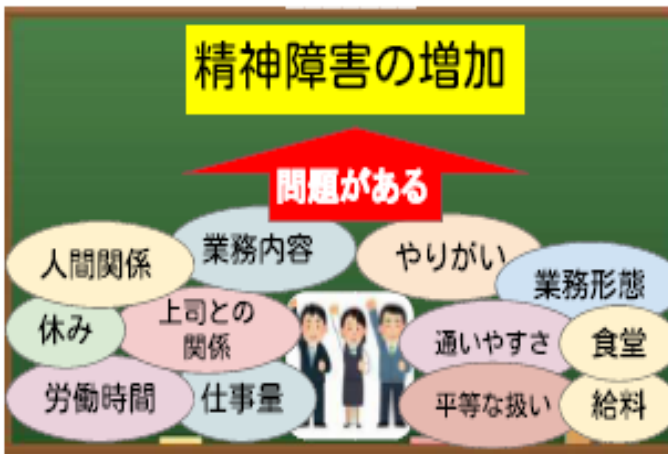 精神障害の増加
問題がある
人間関係
業務内容
やりがい
業務形態
休み
上司との
関係
通いやすさ
食堂
労働時間
仕事量
平等な扱い
給料